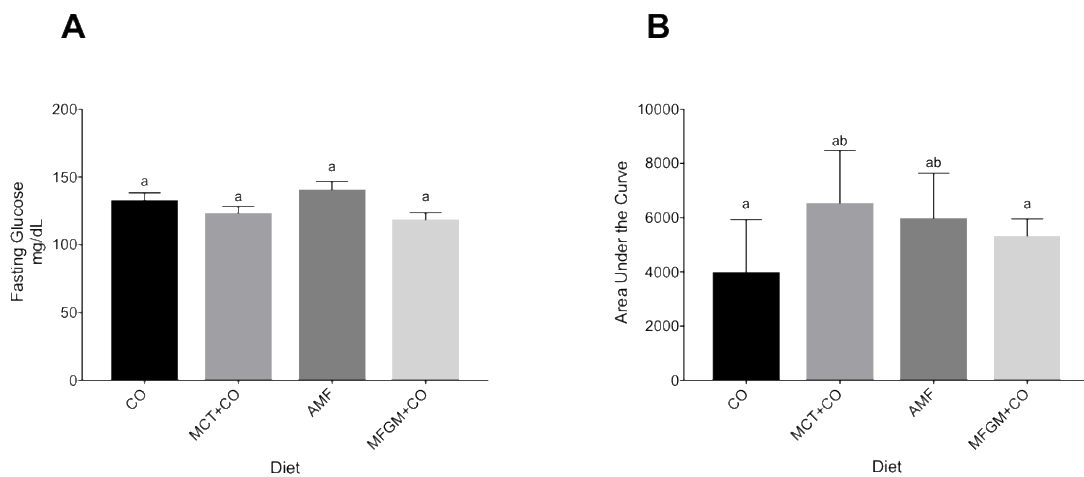 A
200
150
100
50
0
Fasting Glucose
mg/dL
a
a
a
a
CO
MCT+CO
AMF
MFGM+CO
Diet
B
10000
8000
6000
4000
2000
0
Area Under the Curve
a
ab
ab
a
CO
MCT+CO
AMF
MFGM+CO
Diet